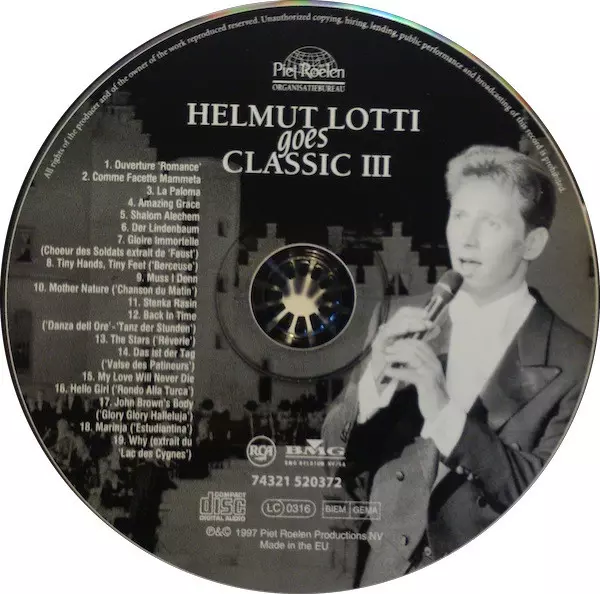 All rights of the producer and of the owner of the work reproduced reserved. Unauthorized copying, hiring, lending, public performance and broadcasting of this record is prohibited.
Piet Roelen
ORGANISATIEBUREAU
HELMUT LOTTI
goes
CLASSIC III
1. Ouverture 'Romance'
2. Comme Facette Mammeta
3. La Paloma
4. Amazing Grace
5. Shalom Alechem
6. Der Lindenbaum
7. Gloire Immortelle
(Choeur des Soldats extrait de 'Faust')
8. Tiny Hands, Tiny Feet ('Berceuse')
9. Muss I Denn
10. Mother Nature ('Chanson du Matin')
11. Stenka Rasin
12. Back In Time
('Danza dell Ore' - 'Tanz der Stunden')
13. The Stars ('Rêverie')
14. Das ist der Tag
('Valse des Patineurs')
15. My Love Will Never Die
16. Hello Girl ('Rondo Alla Turca')
17. John Brown's Body
('Glory Glory Halleluja')
18. Marinja ('Estudiantina')
19. Why (extrait du
'Lac des Cygnes')
RCA
BMG
BMG BELGIUM NV/SA
74321 520372
COMPACT
disc
DIGITAL AUDIO
LC 0316
BIEM GEMA
℗&© 1997 Piet Roelen Productions NV
Made in the EU